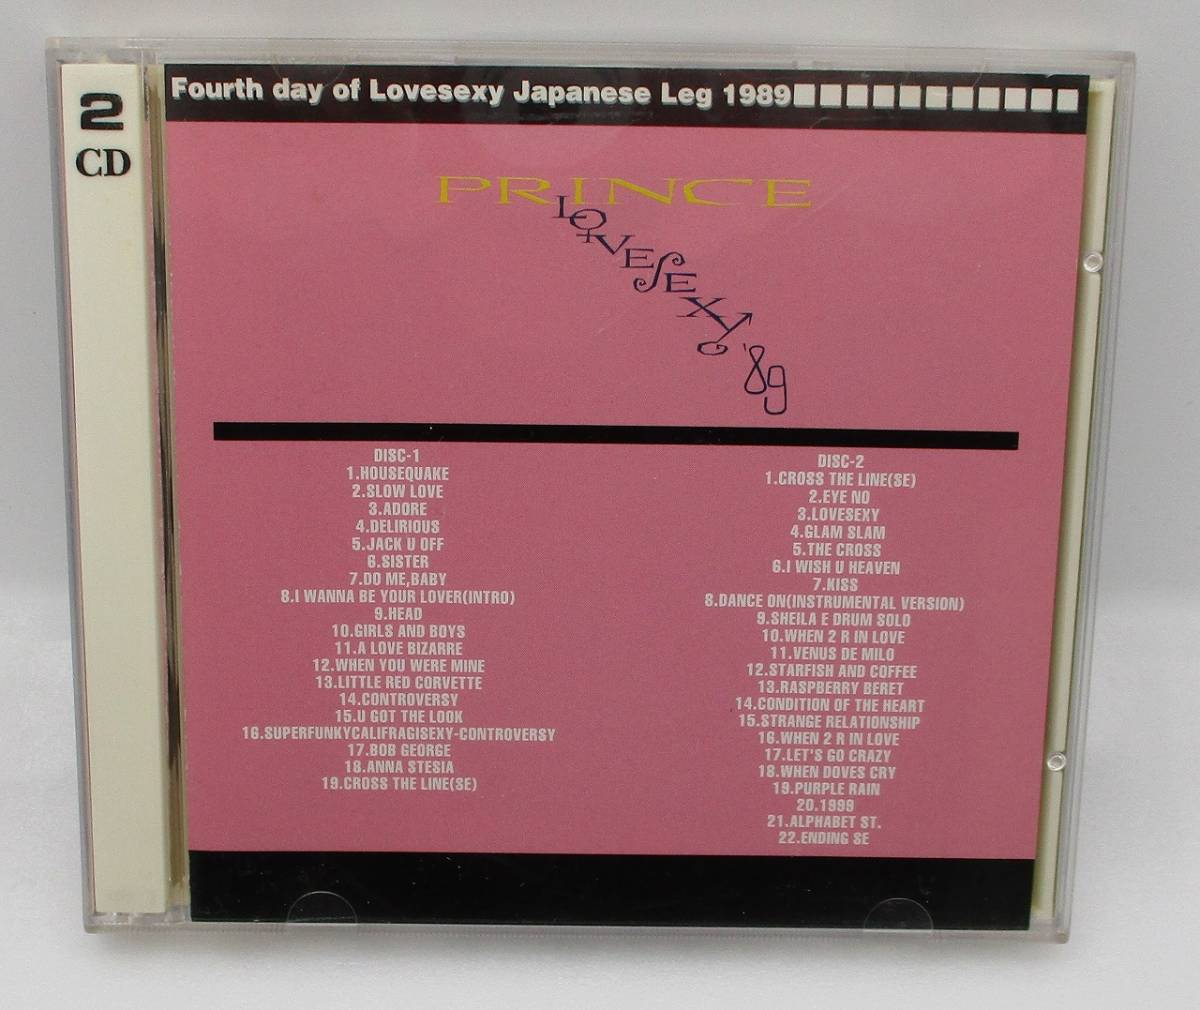 2
CD
Fourth day of Lovesexy Japanese Leg 1989
PRINCE
LOVESEXY
'89
DISC-1
1.HOUSEQUAKE
2.SLOW LOVE
3.ADORE
4.DELIRIOUS
5.JACK U OFF
6.SISTER
7.DO ME,BABY
8.I WANNA BE YOUR LOVER(INTRO)
9.HEAD
10.GIRLS AND BOYS
11.A LOVE BIZARRE
12.WHEN YOU WERE MINE
13.LITTLE RED CORVETTE
14.CONTROVERSY
15.U GOT THE LOOK
16.SUPERFUNKYCALIFRAGISEXY-CONTROVERSY
17.BOB GEORGE
18.ANNA STESIA
19.CROSS THE LINE(SE)
DISC-2
1.CROSS THE LINE(SE)
2.EYE NO
3.LOVESEXY
4.GLAM SLAM
5.THE CROSS
6.I WISH U HEAVEN
7.KISS
8.DANCE ON(INSTRUMENTAL VERSION)
9.SHEILA E DRUM SOLO
10.WHEN 2 R IN LOVE
11.VENUS DE MILO
12.STARFISH AND COFFEE
13.RASPBERRY BERET
14.CONDITION OF THE HEART
15.STRANGE RELATIONSHIP
16.WHEN 2 R IN LOVE
17.LET'S GO CRAZY
18.WHEN DOVES CRY
19.PURPLE RAIN
20.1999
21.ALPHABET ST.
22.ENDING SE